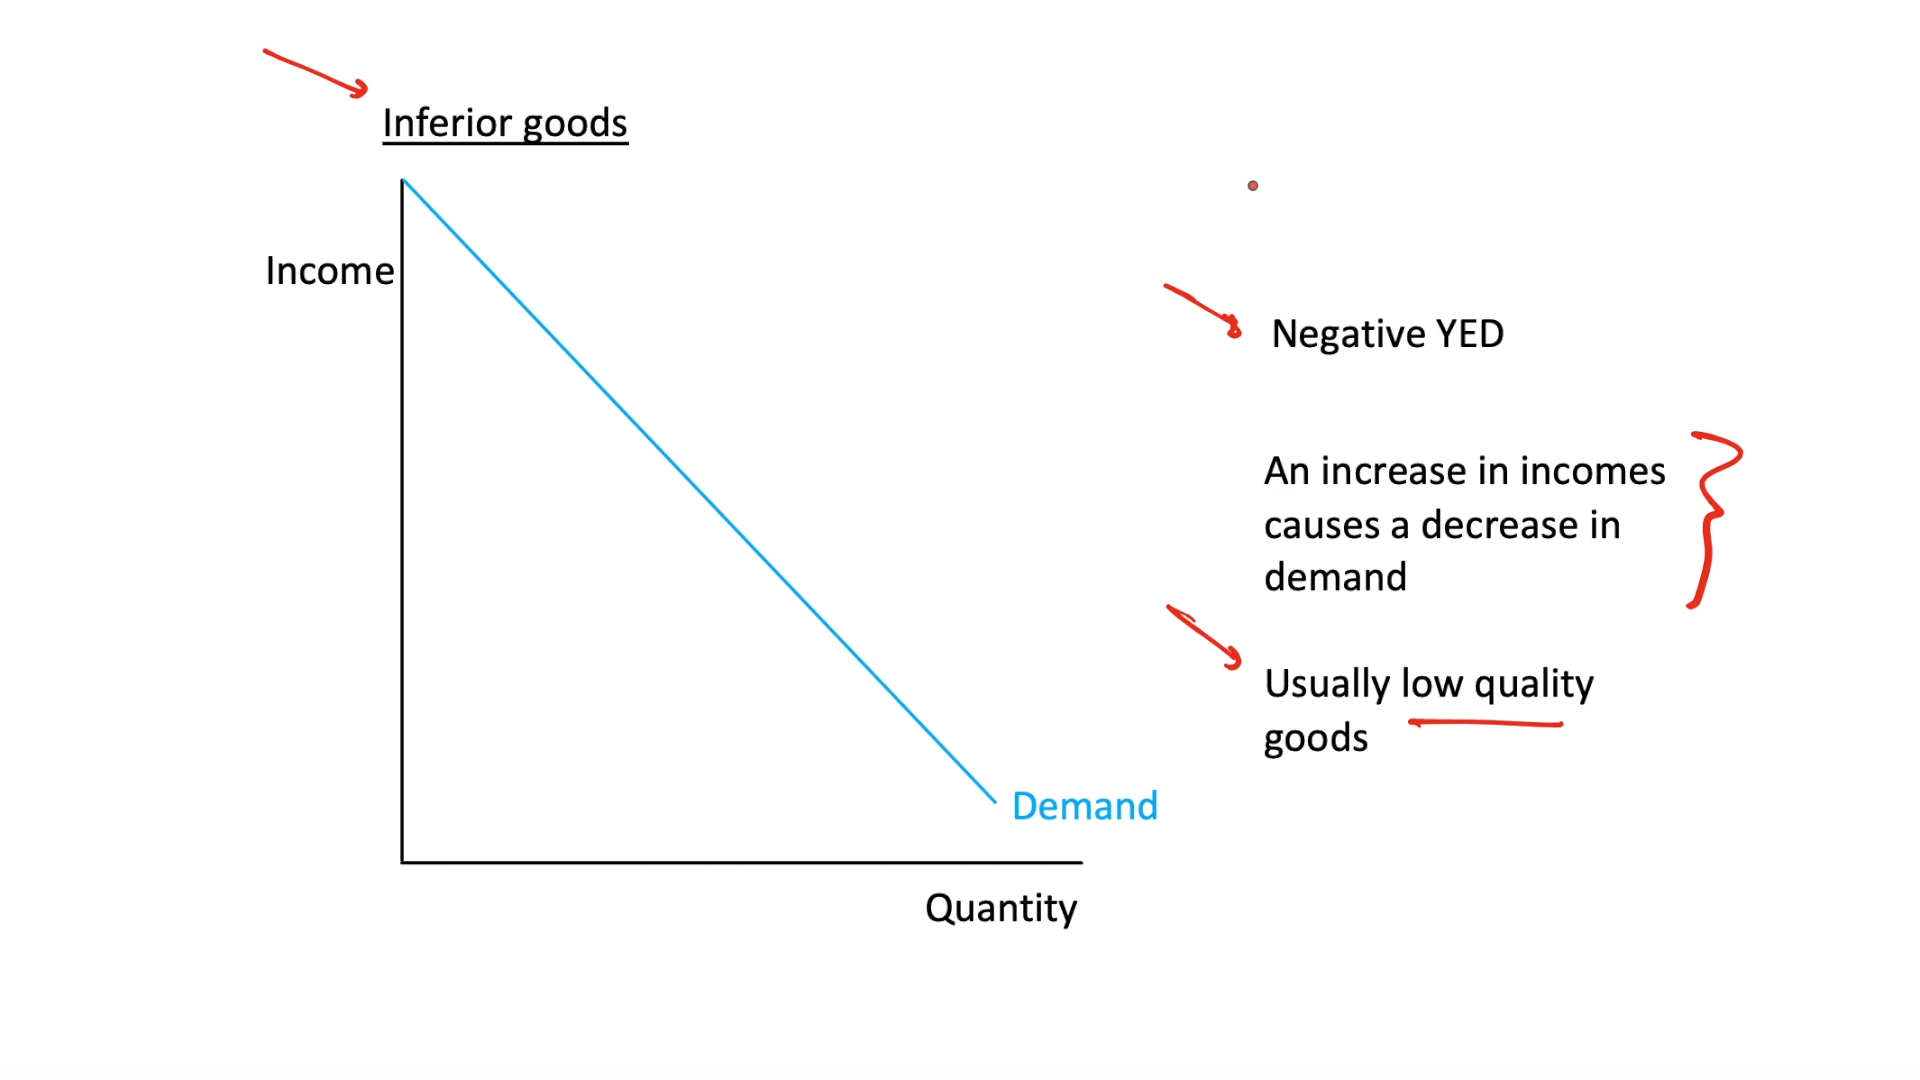 Inferior goods
Income
Negative YED
An increase in incomes
causes a decrease in
demand
Usually low quality
goods
Demand
Quantity